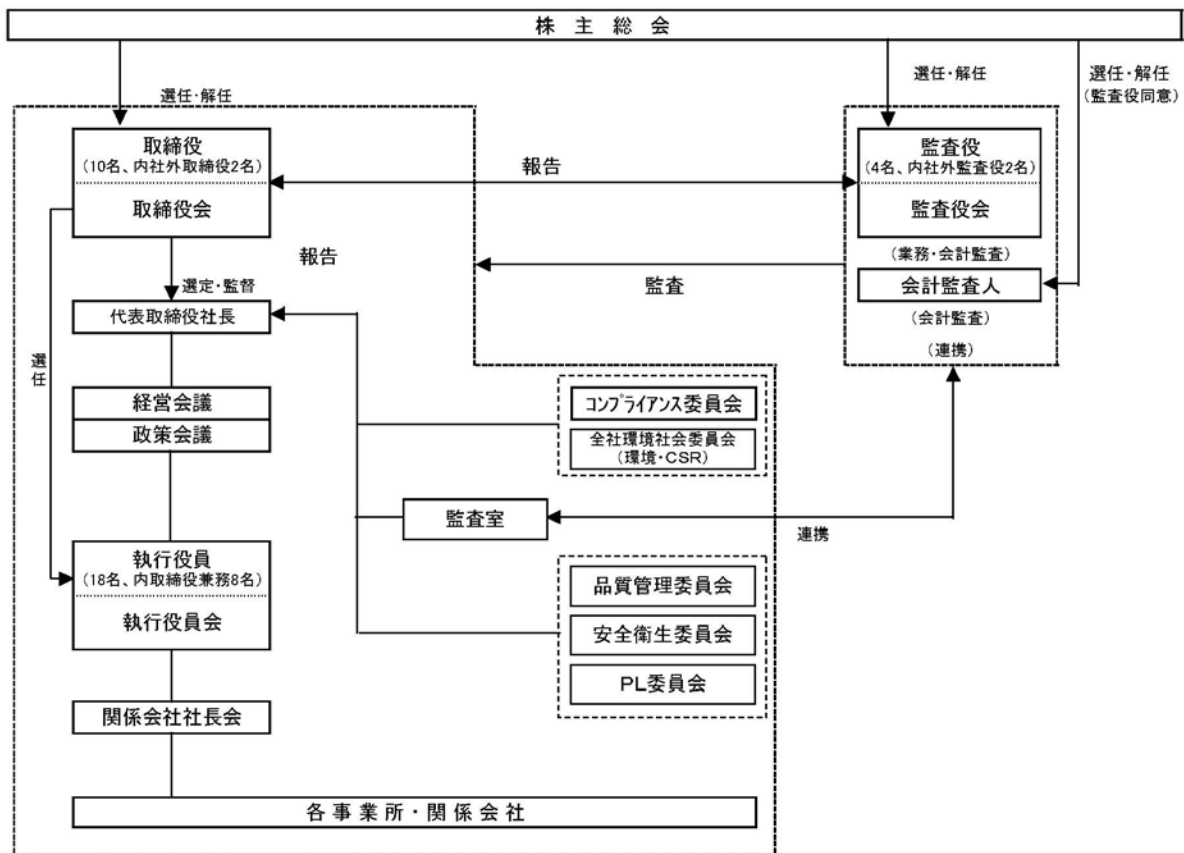 株主総会
選任・解任
選任・解任
選任・解任
(監査役同意)
取締役
(10名、内社外取締役2名)
取締役会
報告
監査役
(4名、内社外監査役2名)
監査役会
(業務・会計監査)
会計監査人
(会計監査)
(連携)
報告
監査
選定・監督
代表取締役社長
選任
経営会議
政策会議
コンプライアンス委員会
全社環境社会委員会
(環境・CSR)
監査室
連携
執行役員
(18名、内取締役兼務8名)
執行役員会
品質管理委員会
安全衛生委員会
PL委員会
関係会社社長会
各事業所・関係会社